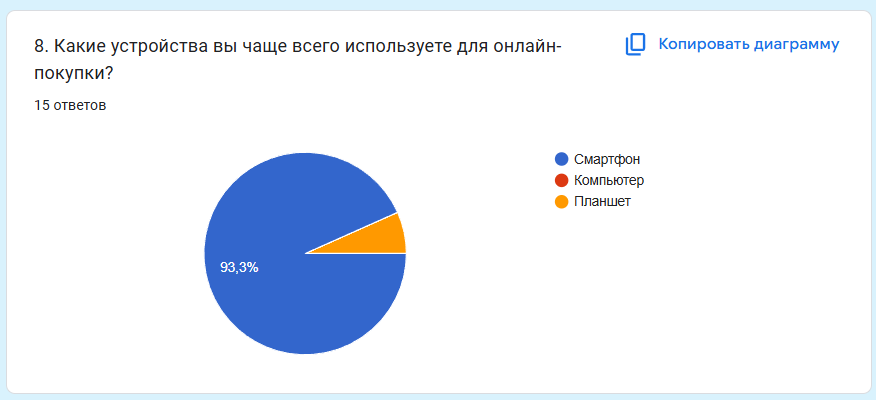 8. Какие устройства вы чаще всего используете для онлайн-
покупки?
Копировать диаграмму
15 ответов
Смартфон
Компьютер
Планшет
93,3%